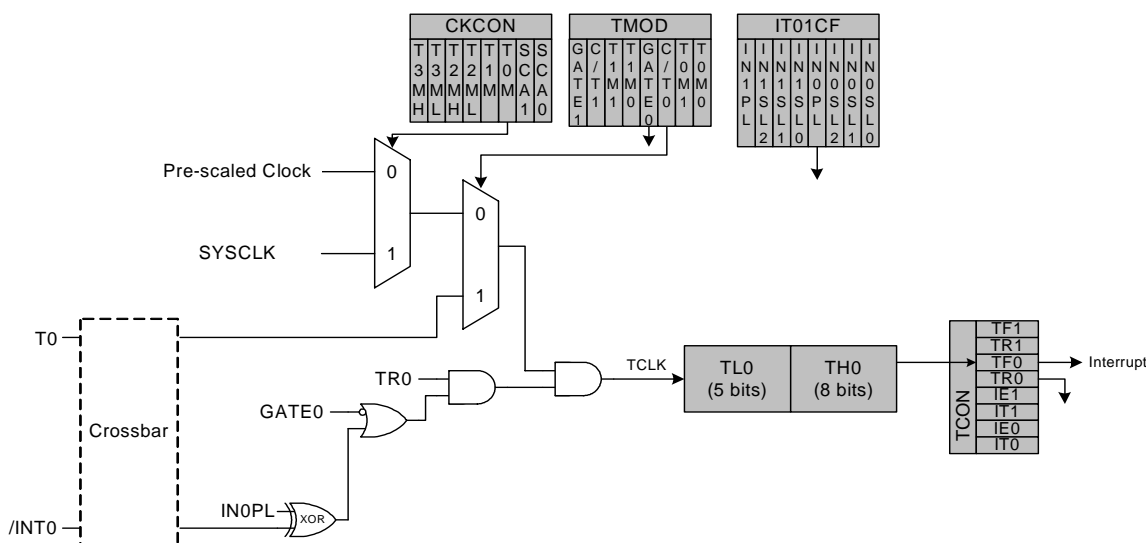 CKCON
T3MH
T3ML
T2MH
T2ML
T1M
T0M
SCA1
SCA0
TMOD
GATE1
C/T1
T1M1
T1M0
GATE0
C/T0
T0M1
T0M0
IT01CF
IN1PL
IN1SL2
IN1SL1
IN1SL0
IN0PL
IN0SL2
IN0SL1
IN0SL0
Pre-scaled Clock
0
SYSCLK
1
0
1
T0
Crossbar
/INT0
TR0
GATE0
IN0PL
XOR
TCLK
TL0
(5 bits)
TH0
(8 bits)
TCON
TF1
TR1
TF0
TR0
IE1
IT1
IE0
IT0
Interrupt